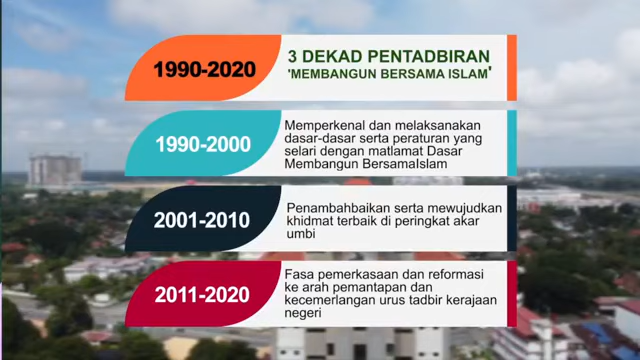 1990-2020
3 DEKAD PENTADBIRAN
'MEMBANGUN BERSAMA ISLAM'
1990-2000
Memperkenal dan melaksanakan
dasar-dasar serta peraturan yang
selari dengan matlamat Dasar
Membangun BersamaIslam
2001-2010
Penambahbaikan serta mewujudkan
khidmat terbaik di peringkat akar
umbi
2011-2020
Fasa pemerkasaan dan reformasi
ke arah pemantapan dan
kecemerlangan urus tadbir kerajaan
negeri